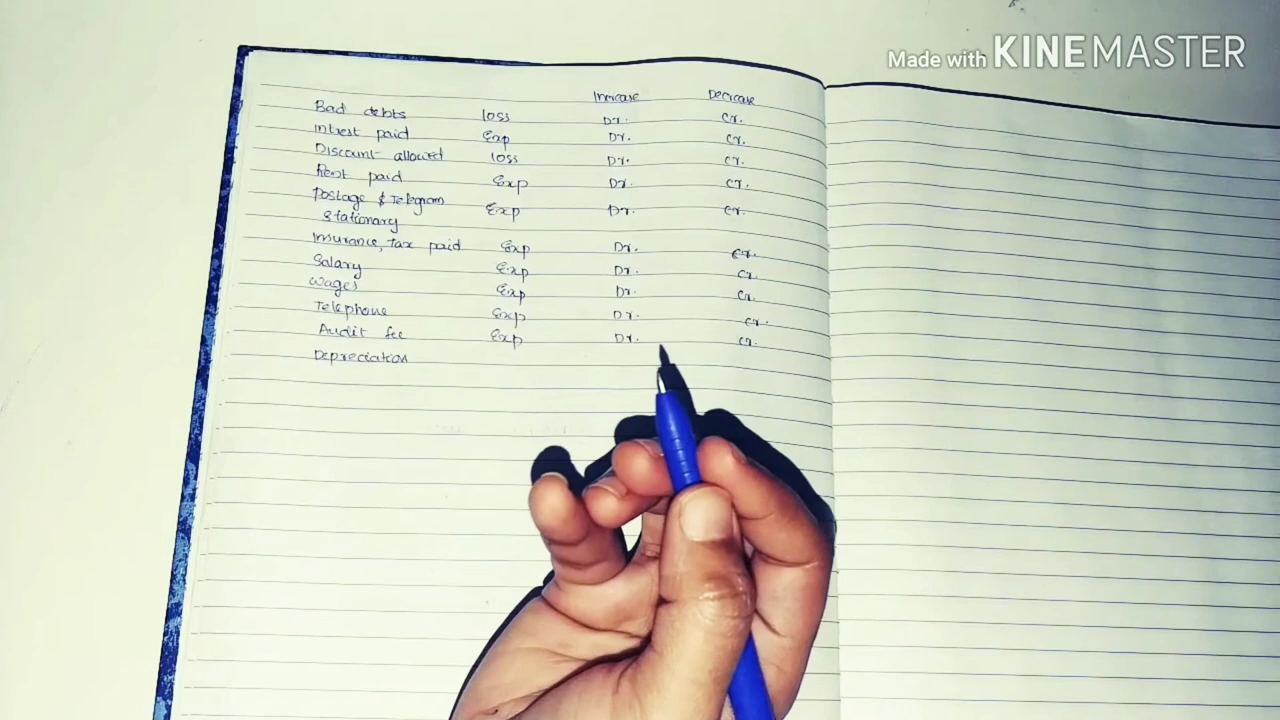 Made with KINEMASTER
Increase Decrease
Bad debts loss Dr. Cr.
Intrest paid Exp Dr. Cr.
Discount allowed loss Dr. Cr.
Rent paid Exp Dr. Cr.
Postage & Telegram Exp Dr. Cr.
Stationary
Insurance, Tax paid Exp Dr. Cr.
Salary Exp Dr. Cr.
Wages Exp Dr. Cr.
Telephone Exp Dr. Cr.
Audit fee Exp Dr. Cr.
Depreciation